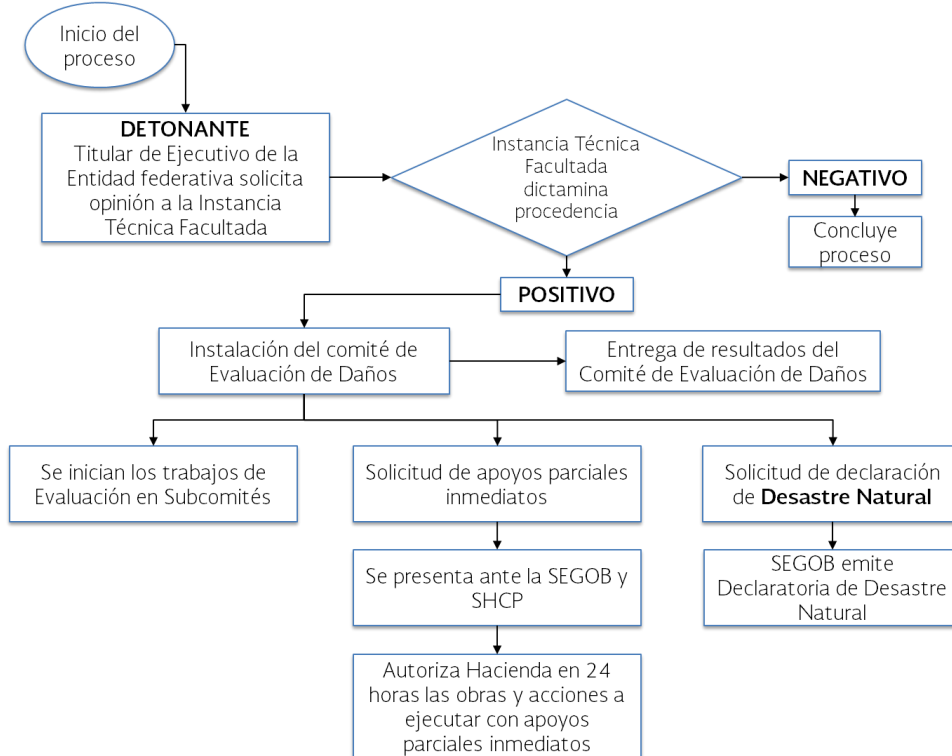 Inicio del
proceso
DETONANTE
Titular de Ejecutivo de la
Entidad federativa solicita
opinión a la Instancia
Técnica Facultada
Instancia Técnica
Facultada
dictamina
procedencia
NEGATIVO
Concluye
proceso
POSITIVO
Instalación del comité de
Evaluación de Daños
Entrega de resultados del
Comité de Evaluación de Daños
Se inician los trabajos de
Evaluación en Subcomités
Solicitud de apoyos parciales
inmediatos
Solicitud de declaración
de Desastre Natural
Se presenta ante la SEGOB y
SHCP
SEGOB emite
Declaratoria de Desastre
Natural
Autoriza Hacienda en 24
horas las obras y acciones a
ejecutar con apoyos
parciales inmediatos